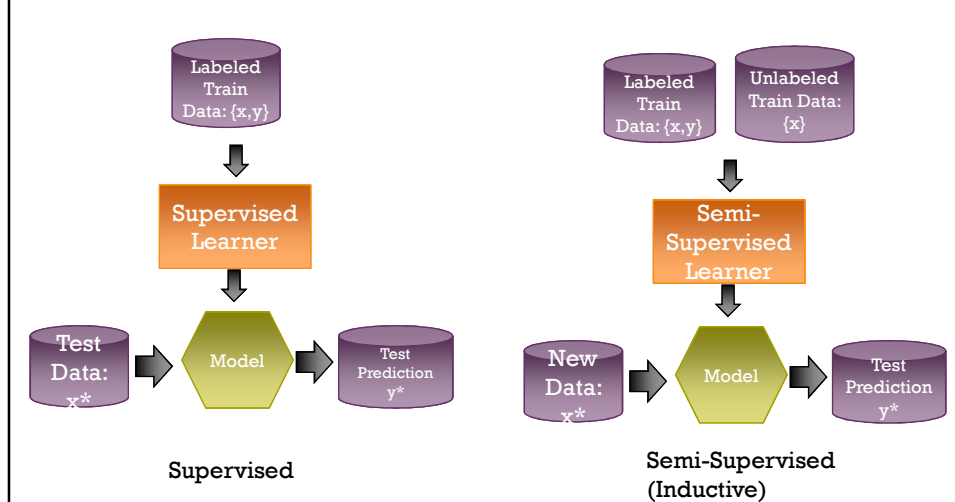 Labeled
Train
Data: {x,y}
Supervised
Learner
Test
Data:
x*
Model
Test
Prediction
y*
Supervised
Labeled
Train
Data: {x,y}
Unlabeled
Train Data:
{x}
Semi-
Supervised
Learner
New
Data:
x*
Model
Test
Prediction
y*
Semi-Supervised
(Inductive)